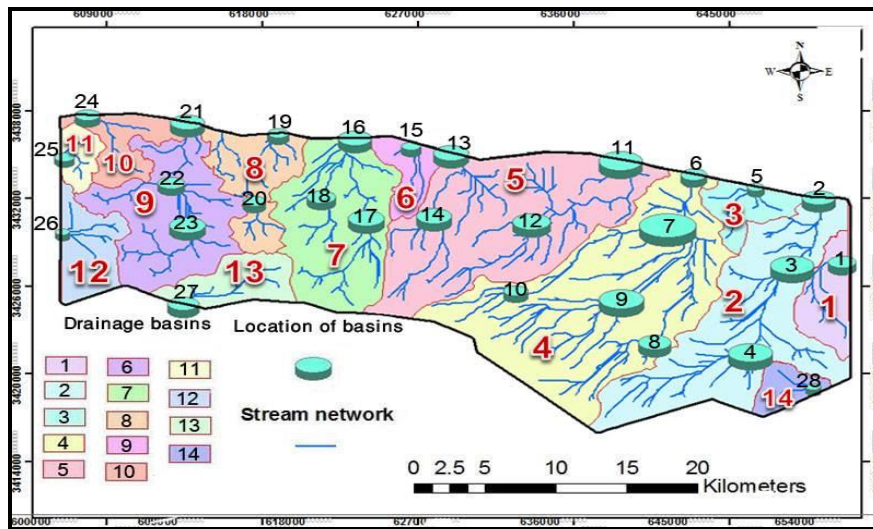 609000 618000 627000 636000 645000
N
W E
S
24 21 19 16 15 13 11 6 5 2
25 11 10 8 5 3
22 20 18 17 6 14 12 7 3 1
26 9 23 7 2 1
12 13 10 9 4 8 4 28 14
27
3438000
3432000
3426000
3420000
3414000
Drainage basins Location of basins
1 6 11
2 7 12
3 8 13
4 9 14
5 10
Stream network
0 2.5 5 10 15 20
Kilometers
600000 609000 1618000 627000 636000 645000 654000